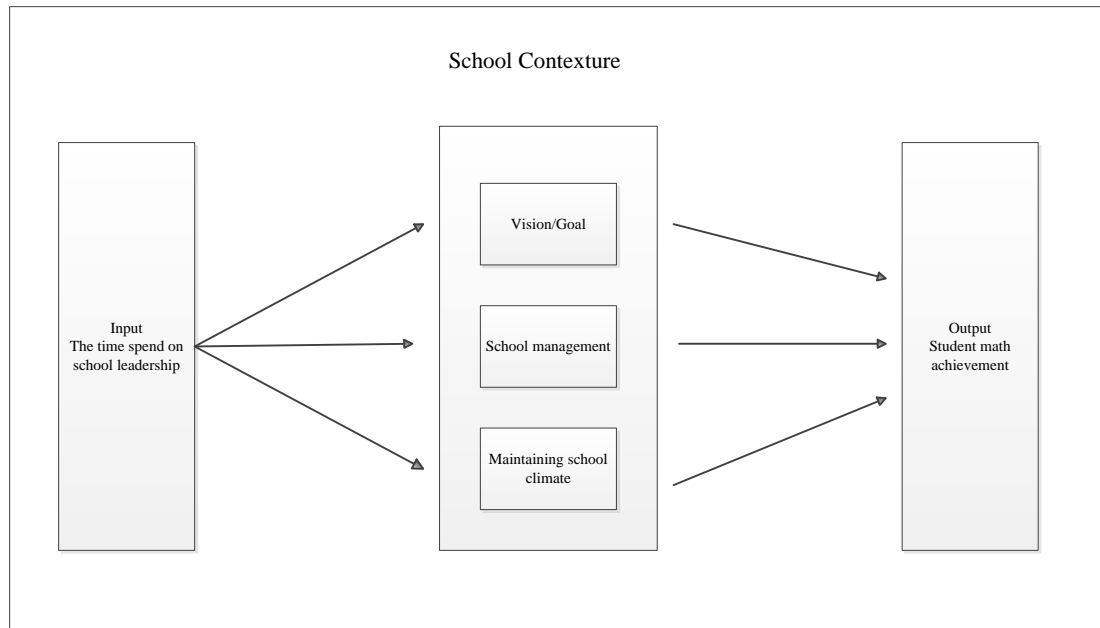 School Contexture
Input
The time spend on
school leadership
Vision/Goal
School management
Maintaining school
climate
Output
Student math
achievement